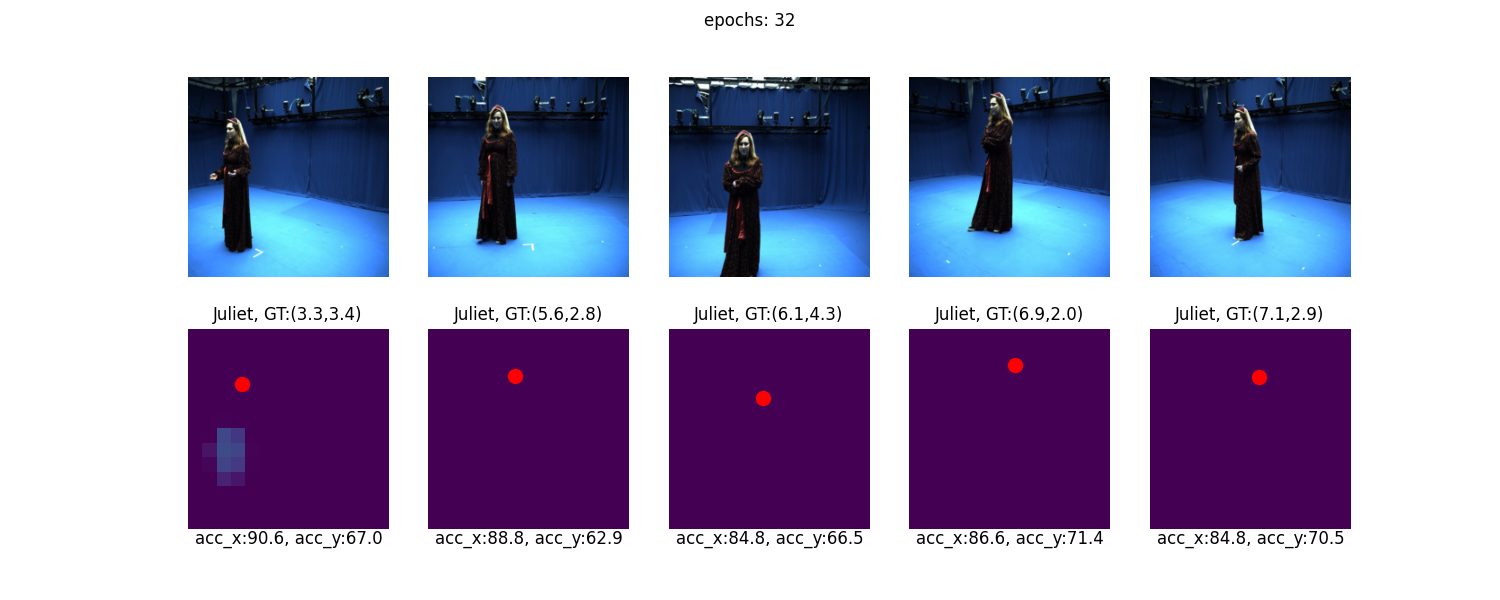 epochs: 32
Juliet, GT:(3.3,3.4)
Juliet, GT:(5.6,2.8)
Juliet, GT:(6.1,4.3)
Juliet, GT:(6.9,2.0)
Juliet, GT:(7.1,2.9)
acc_x:90.6, acc_y:67.0
acc_x:88.8, acc_y:62.9
acc_x:84.8, acc_y:66.5
acc_x:86.6, acc_y:71.4
acc_x:84.8, acc_y:70.5